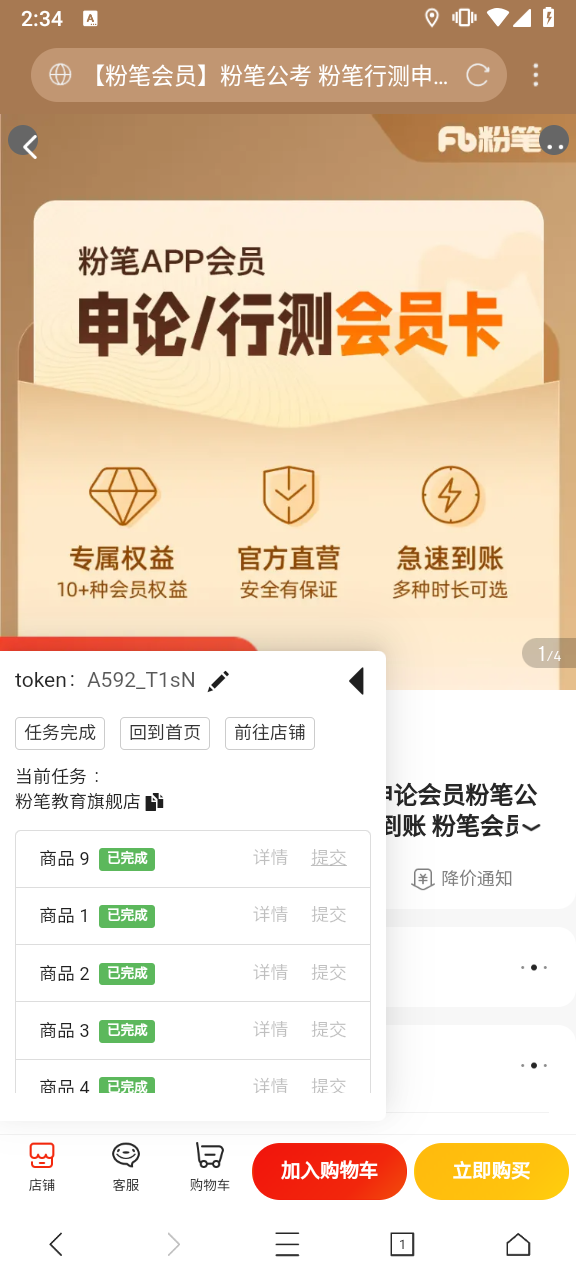 2:34
A
【粉笔会员】粉笔公考 粉笔行测申...
Fb粉笔
粉笔APP会员
申论/行测会员卡
专属权益 官方直营 急速到账
10+种会员权益 安全有保证 多种时长可选
1/4
token: A592_T1sN
任务完成 回到首页 前往店铺
当前任务：
粉笔教育旗舰店
申论会员粉笔公
到账 粉笔会员
降价通知
商品 9 已完成 详情 提交
商品 1 已完成 详情 提交
商品 2 已完成 详情 提交
商品 3 已完成 详情 提交
商品 4 已完成 详情 提交
店铺 客服 购物车 加入购物车 立即购买
1